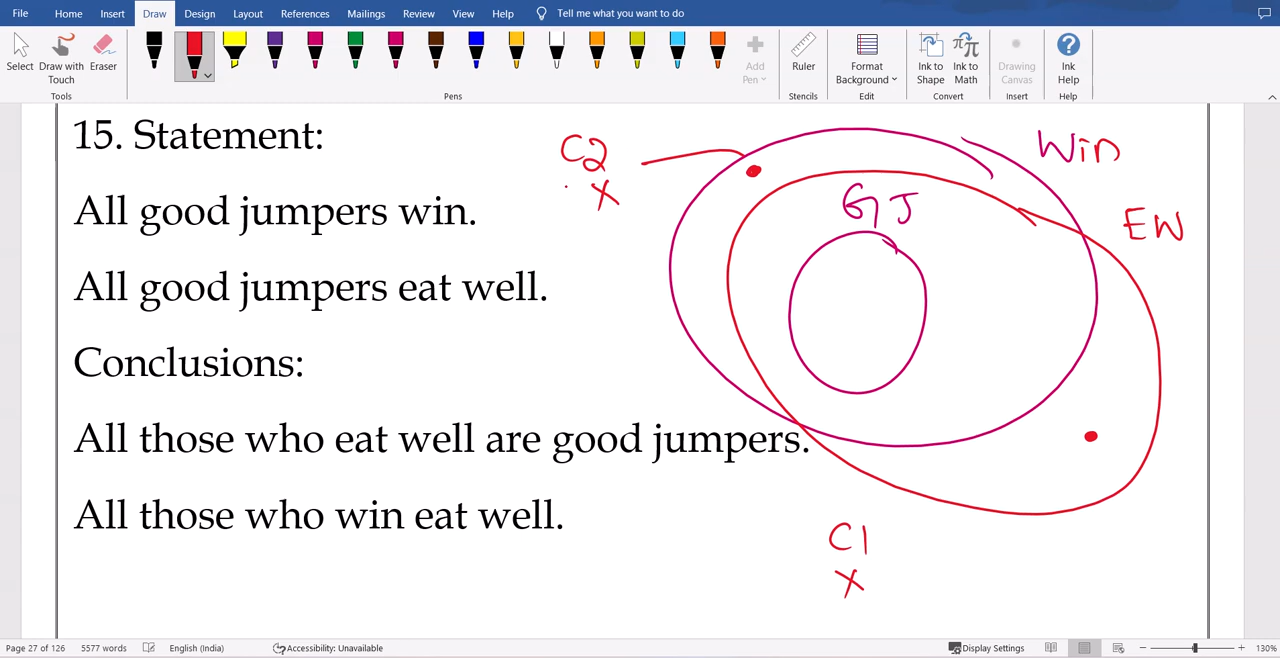 File Home Insert Draw Design Layout References Mailings Review View Help Tell me what you want to do
Select Draw with Touch Eraser Add Pen Ruler Format Background Ink to Shape Ink to Math Drawing Canvas Ink Help
Tools Pens Stencils Edit Convert Insert Help
15. Statement:
All good jumpers win.
All good jumpers eat well.
Conclusions:
All those who eat well are good jumpers.
All those who win eat well.
C2
X
Win
GJ
EW
C1
X
Page 27 of 126 5577 words English (India) Accessibility: Unavailable Display Settings 130%